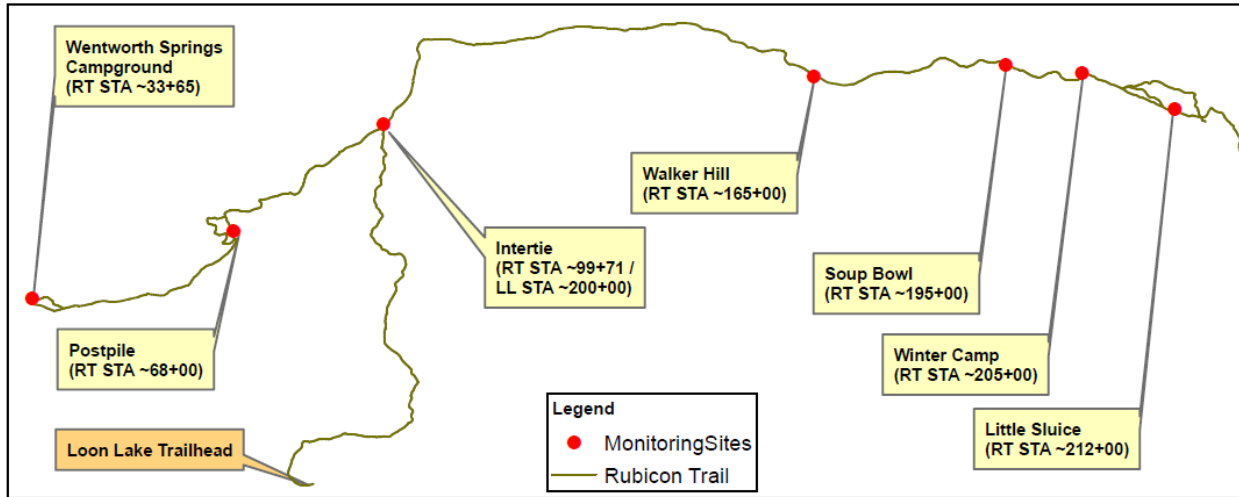 Wentworth Springs
Campground
(RT STA ~33+65)
Walker Hill
(RT STA ~165+00)
Intertie
(RT STA ~99+71 /
LL STA ~200+00)
Soup Bowl
(RT STA ~195+00)
Postpile
(RT STA ~68+00)
Winter Camp
(RT STA ~205+00)
Little Sluice
(RT STA ~212+00)
Loon Lake Trailhead
Legend
MonitoringSites
Rubicon Trail